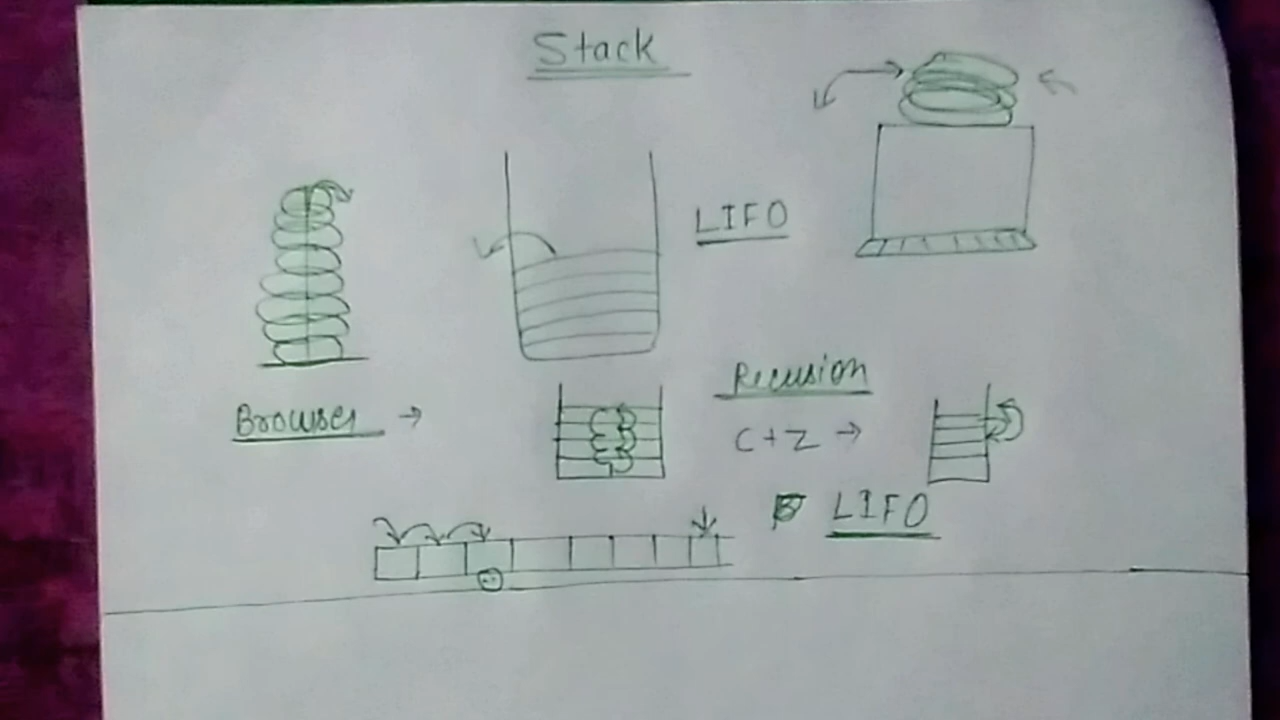 Stack
LIFO
Recusion
Browser →
C+Z →
LIFO